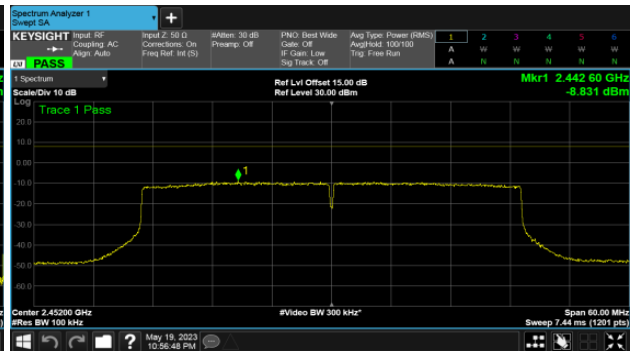 Spectrum Analyzer 1
Swept SA
+
KEYSIGHT Input: RF
Coupling: AC
Align: Auto
Input Z: 50 Ω
Corrections: On
Freq Ref: Int (S)
#Atten: 30 dB
Preamp: Off
PNO: Best Wide
Gate: Off
IF Gain: Low
Sig Track: Off
Avg Type: Power (RMS)
Avg|Hold: 100/100
Trig: Free Run
1 2 3 4 5 6
A W W W W W
A N N N N N
LXI PASS
1 Spectrum
Scale/Div 10 dB
Ref Lvl Offset 15.00 dB
Ref Level 30.00 dBm
Mkr1 2.442 60 GHz
-8.831 dBm
Log
Trace 1 Pass
20.0
10.0
0.00
1
-10.0
-20.0
-30.0
-40.0
-50.0
-60.0
Center 2.45200 GHz
#Res BW 100 kHz
#Video BW 300 kHz*
Span 60.00 MHz
Sweep 7.44 ms (1201 pts)
?
May 19, 2023
10:56:48 PM